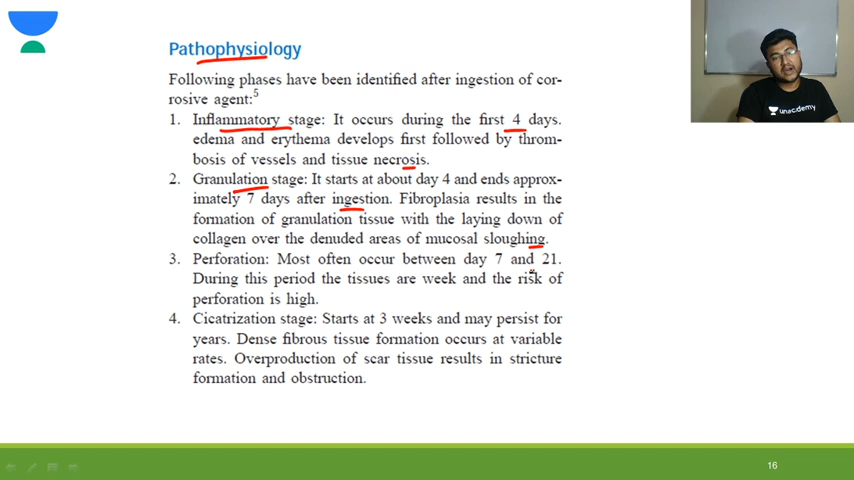 Pathophysiology
Following phases have been identified after ingestion of cor-
rosive agent:5
1. Inflammatory stage: It occurs during the first 4 days.
edema and erythema develops first followed by throm-
bosis of vessels and tissue necrosis.
2. Granulation stage: It starts at about day 4 and ends approx-
imately 7 days after ingestion. Fibroplasia results in the
formation of granulation tissue with the laying down of
collagen over the denuded areas of mucosal sloughing.
3. Perforation: Most often occur between day 7 and 21.
During this period the tissues are week and the risk of
perforation is high.
4. Cicatrization stage: Starts at 3 weeks and may persist for
years. Dense fibrous tissue formation occurs at variable
rates. Overproduction of scar tissue results in stricture
formation and obstruction.
unacademy
16